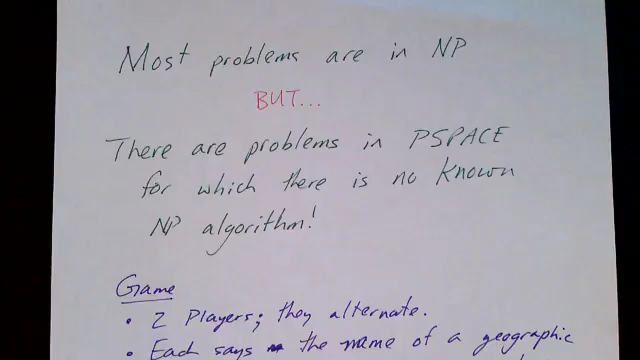 Most problems are in NP
BUT...
There are problems in PSPACE
for which there is no known
NP algorithm!
Game
• 2 Players; they alternate.
• Each says the name of a geographic